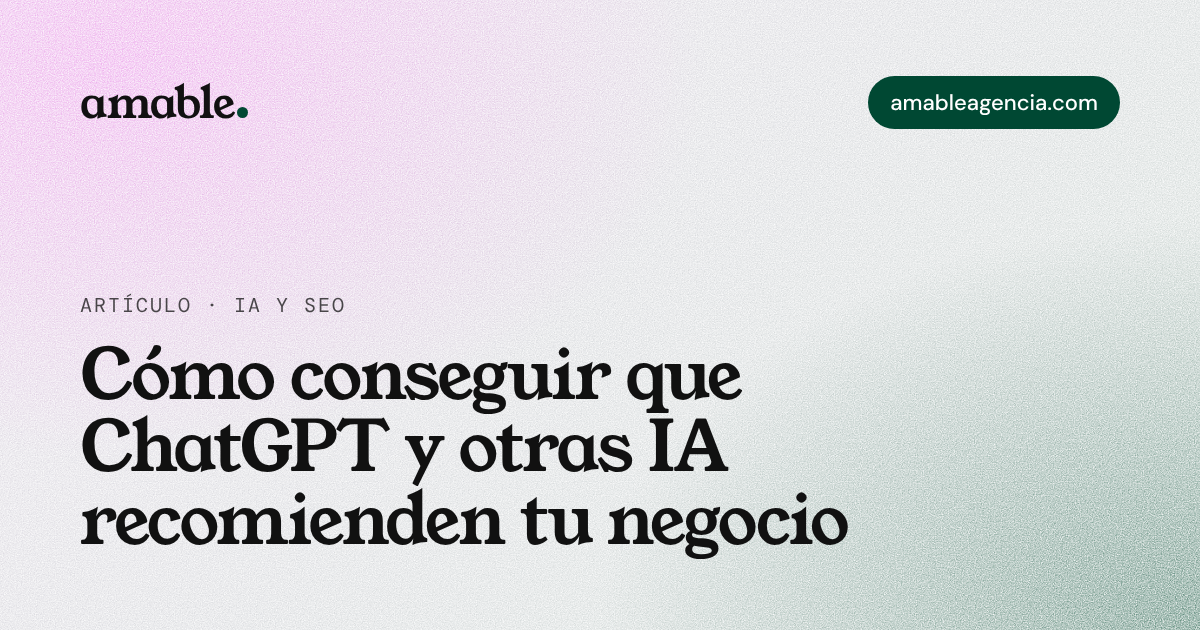 amable.
amableagencia.com
ARTÍCULO · IA Y SEO
Cómo conseguir que
ChatGPT y otras IA
recomienden tu negocio